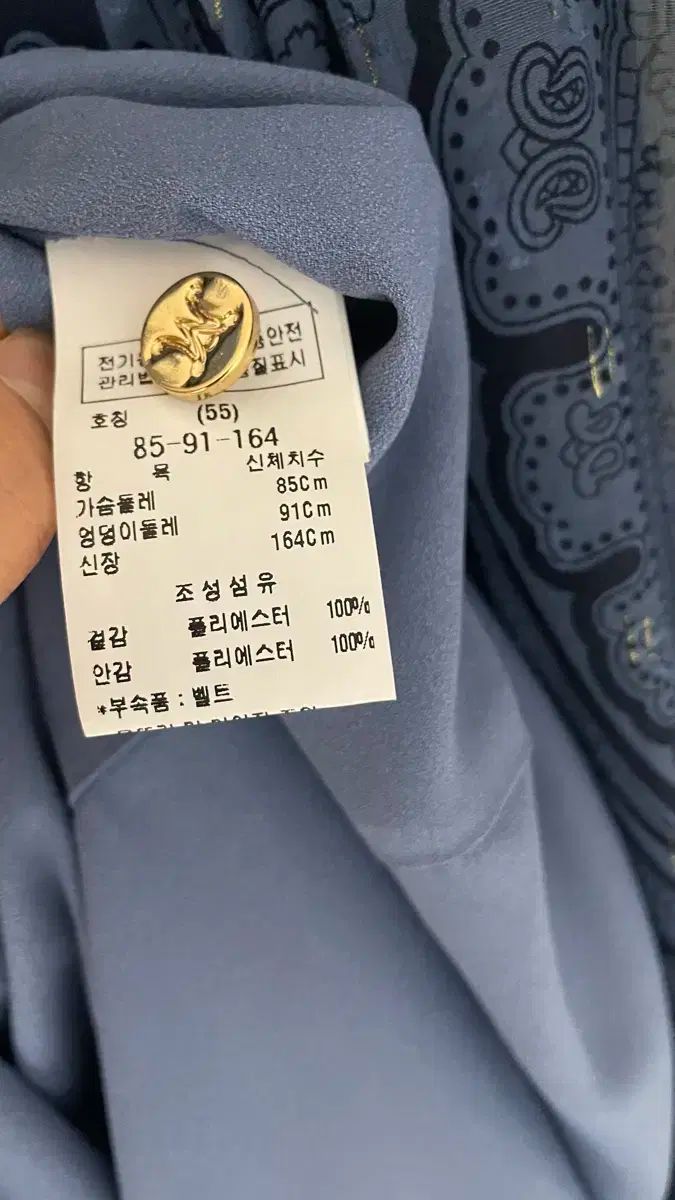 전기 안전
관리법 품질표시
호칭 (55)
85-91-164
항 목 신체치수
가슴둘레 85Cm
엉덩이둘레 91Cm
신장 164Cm
조성섬유
겉감 폴리에스터 100%
안감 폴리에스터 100%
*부속품 : 벨트